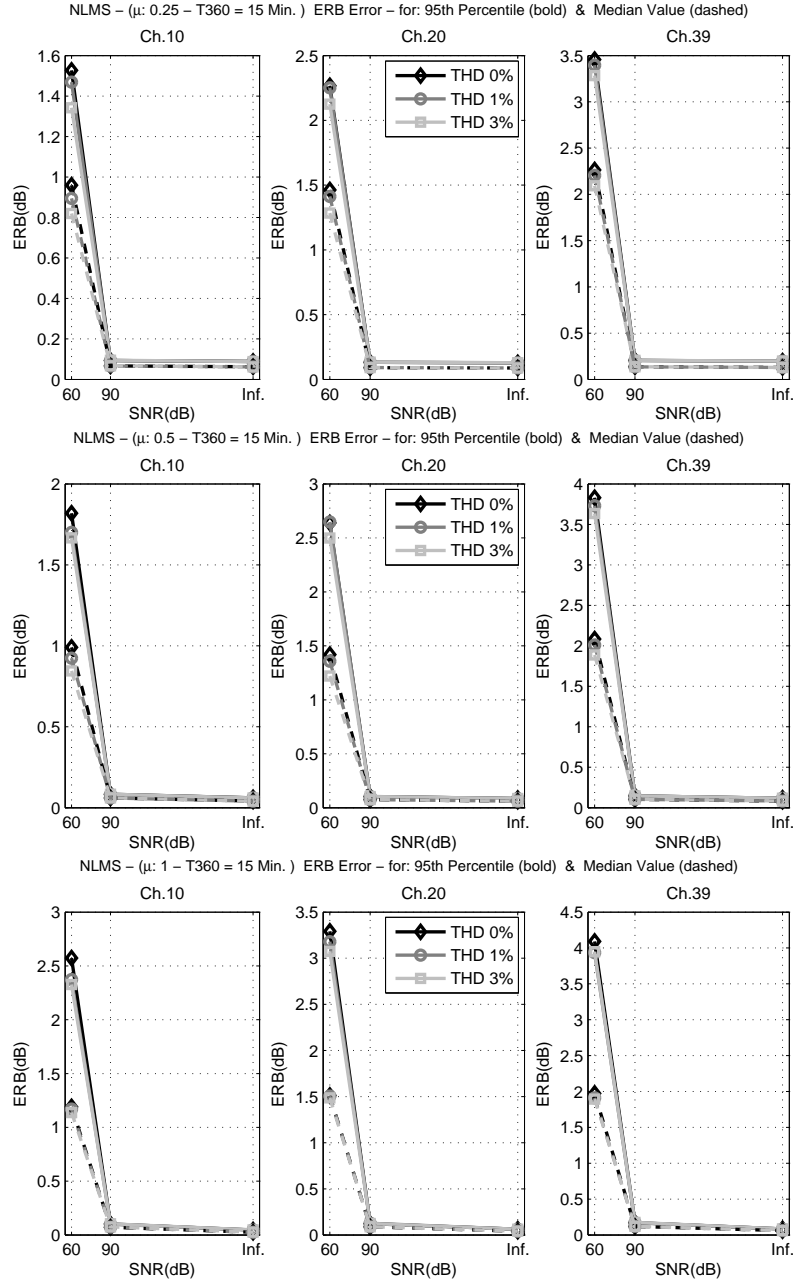 NLMS – (μ: 0.25 – T360 = 15 Min. )  ERB Error – for: 95th Percentile (bold)  &  Median Value (dashed)
Ch.10
Ch.20
Ch.39
1.6
1.4
1.2
1
0.8
0.6
0.4
0.2
0
ERB(dB)
60
90
Inf.
SNR(dB)
2.5
2
1.5
1
0.5
0
ERB(dB)
THD 0%
THD 1%
THD 3%
60
90
Inf.
SNR(dB)
3.5
3
2.5
2
1.5
1
0.5
0
ERB(dB)
60
90
Inf.
SNR(dB)
NLMS – (μ: 0.5 – T360 = 15 Min. )  ERB Error – for: 95th Percentile (bold)  &  Median Value (dashed)
Ch.10
Ch.20
Ch.39
2
1.5
1
0.5
0
ERB(dB)
60
90
Inf.
SNR(dB)
3
2.5
2
1.5
1
0.5
0
ERB(dB)
THD 0%
THD 1%
THD 3%
60
90
Inf.
SNR(dB)
4
3.5
3
2.5
2
1.5
1
0.5
0
ERB(dB)
60
90
Inf.
SNR(dB)
NLMS – (μ: 1 – T360 = 15 Min. )  ERB Error – for: 95th Percentile (bold)  &  Median Value (dashed)
Ch.10
Ch.20
Ch.39
3
2.5
2
1.5
1
0.5
0
ERB(dB)
60
90
Inf.
SNR(dB)
3.5
3
2.5
2
1.5
1
0.5
0
ERB(dB)
THD 0%
THD 1%
THD 3%
60
90
Inf.
SNR(dB)
4.5
4
3.5
3
2.5
2
1.5
1
0.5
0
ERB(dB)
60
90
Inf.
SNR(dB)